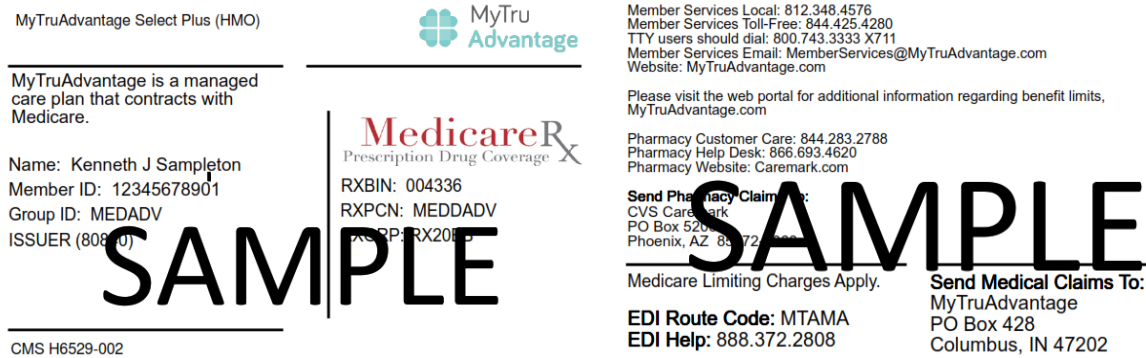 MyTruAdvantage Select Plus (HMO)
MyTru
Advantage
MyTruAdvantage is a managed
care plan that contracts with
Medicare.
MedicareRx
Prescription Drug Coverage
Name: Kenneth J Sampleton
Member ID: 12345678901
Group ID: MEDADV
ISSUER
RXBIN: 004336
RXPCN: MEDDADV
SAMPLE
CMS H6529-002
Member Services Local: 812.348.4576
Member Services Toll-Free: 844.425.4280
TTY users should dial: 800.743.3333 X711
Member Services Email: MemberServices@MyTruAdvantage.com
Website: MyTruAdvantage.com
Please visit the web portal for additional information regarding benefit limits,
MyTruAdvantage.com
Pharmacy Customer Care: 844.283.2788
Pharmacy Help Desk: 866.693.4620
Pharmacy Website: Caremark.com
Send Pharmacy Claims To:
CVS Caremark
PO Box
Phoenix, AZ
SAMPLE
Medicare Limiting Charges Apply.
EDI Route Code: MTAMA
EDI Help: 888.372.2808
Send Medical Claims To:
MyTruAdvantage
PO Box 428
Columbus, IN 47202